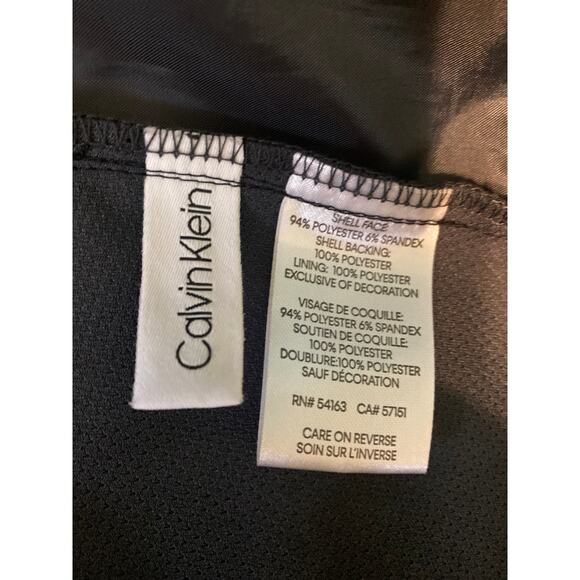 Calvin Klein
SHELL FACE
94% POLYESTER 6% SPANDEX
SHELL BACKING:
100% POLYESTER
LINING: 100% POLYESTER
EXCLUSIVE OF DECORATION
VISAGE DE COQUILLE:
94% POLYESTER 6% SPANDEX
SOUTIEN DE COQUILLE:
100% POLYESTER
DOUBLURE:100% POLYESTER
SAUF DÉCORATION
RN# 54163 CA# 57151
CARE ON REVERSE
SOIN SUR L'INVERSE